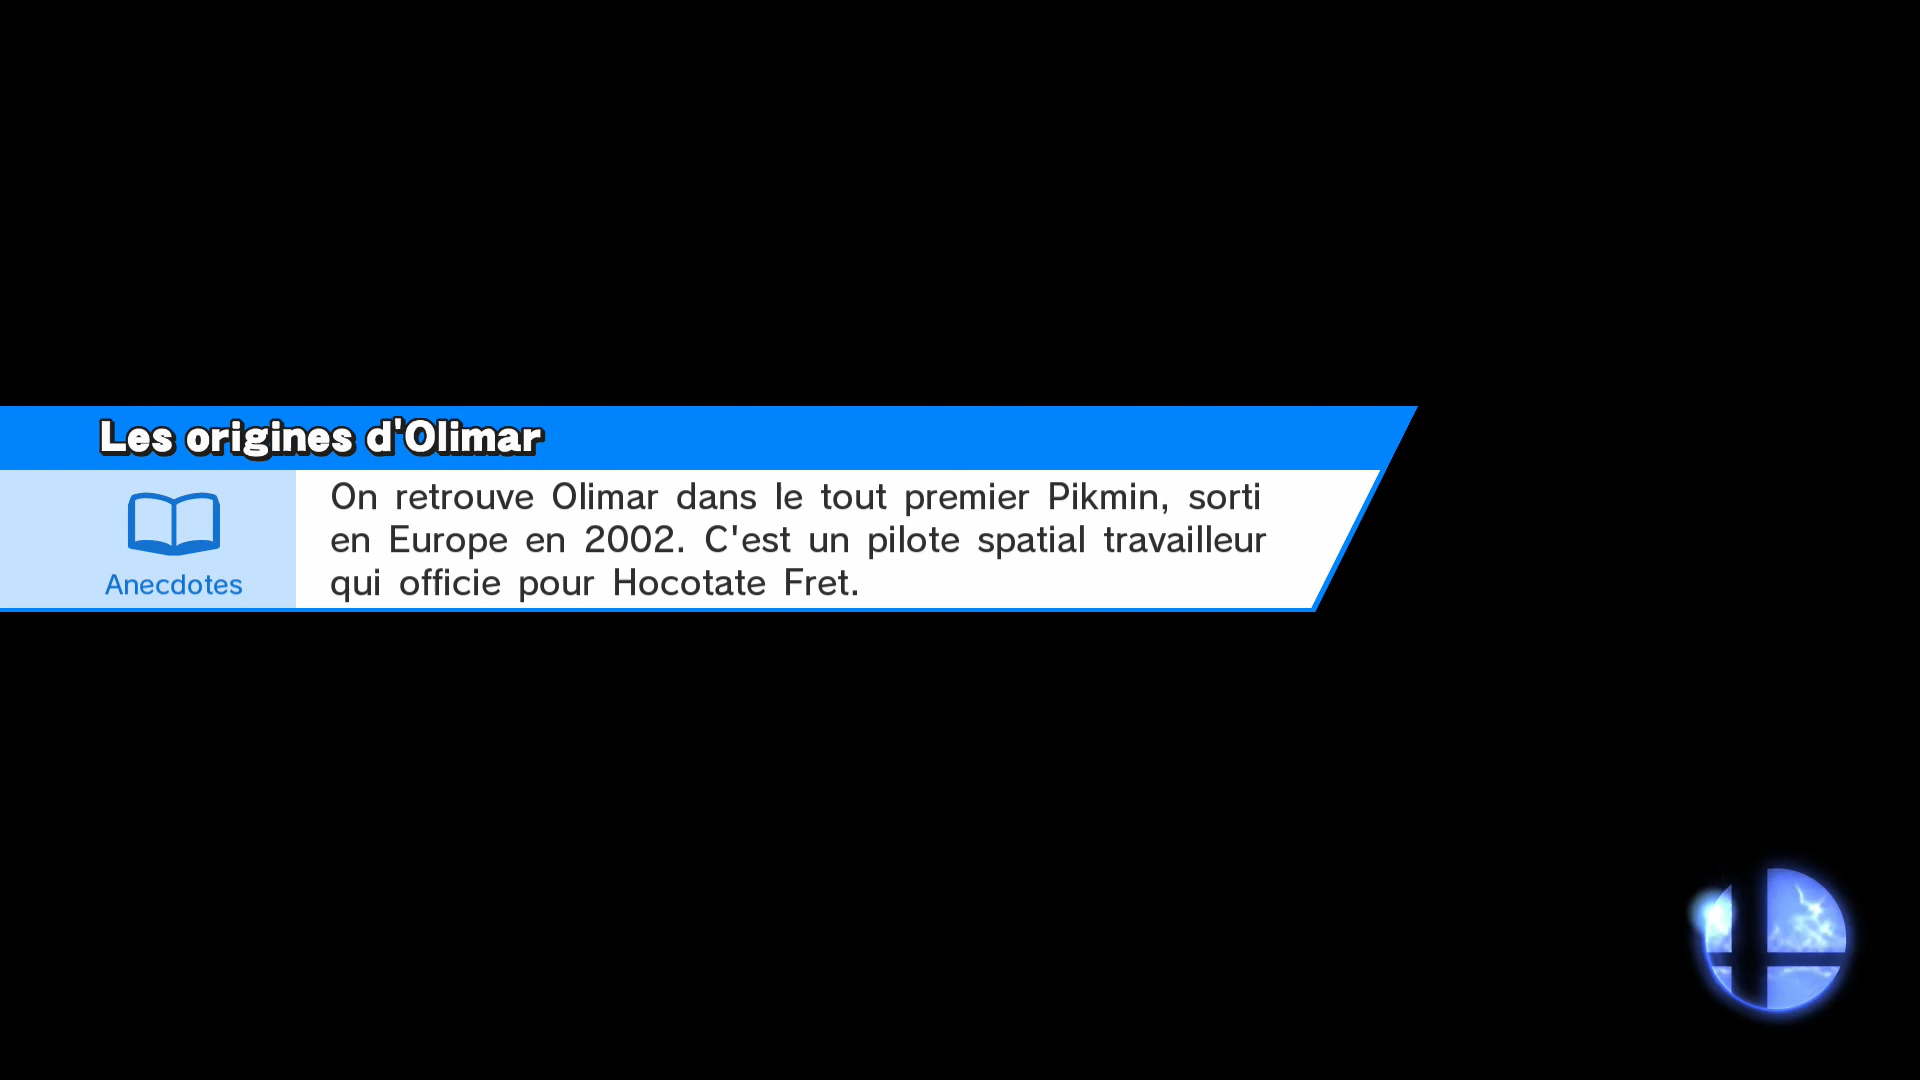 Les origines d'Olimar
On retrouve Olimar dans le tout premier Pikmin, sorti
en Europe en 2002. C'est un pilote spatial travailleur
qui officie pour Hocotate Fret.
Anecdotes